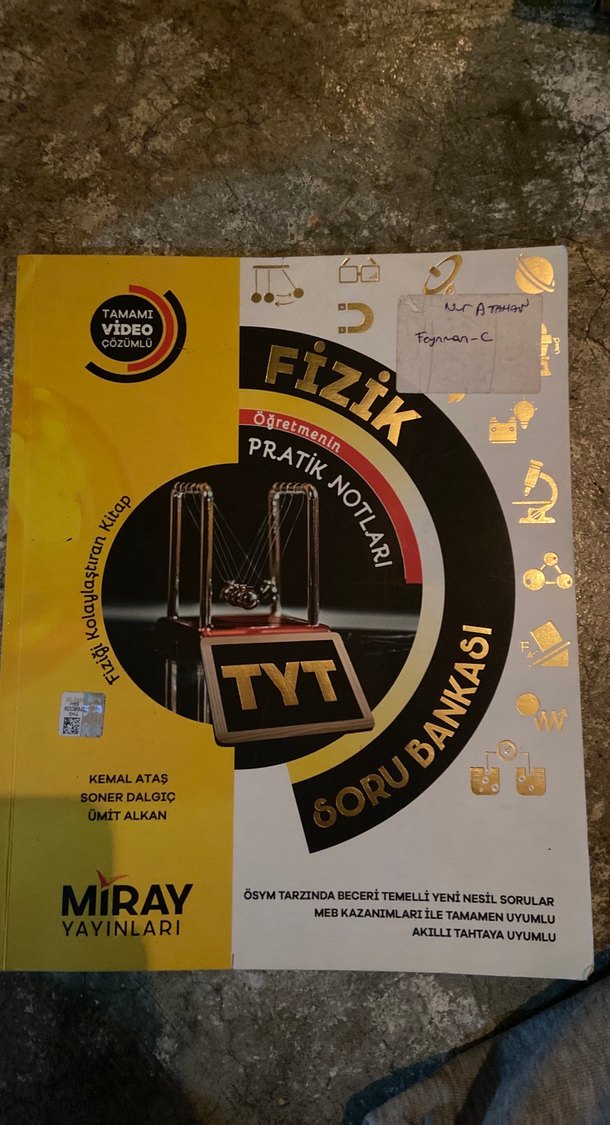 TAMAMI
VİDEO
ÇÖZÜMLÜ
Nur ATAHAN
Feynman-C
FİZİK
Öğretmenin
PRATİK NOTLARI
Fiziği Kolaylaştıran Kitap
TYT
SORU BANKASI
KEMAL ATAŞ
SONER DALGIÇ
ÜMİT ALKAN
MİRAY
YAYINLARI
ÖSYM TARZINDA BECERİ TEMELLİ YENİ NESİL SORULAR
MEB KAZANIMLARI İLE TAMAMEN UYUMLU
AKILLI TAHTAYA UYUMLU